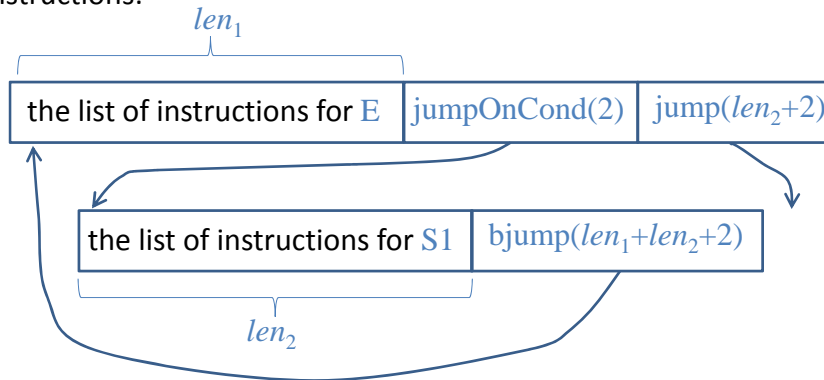 nstructions:
len₁
the list of instructions for E jumpOnCond(2) jump(len₂+2)
the list of instructions for S1 bjump(len₁+len₂+2)
len₂